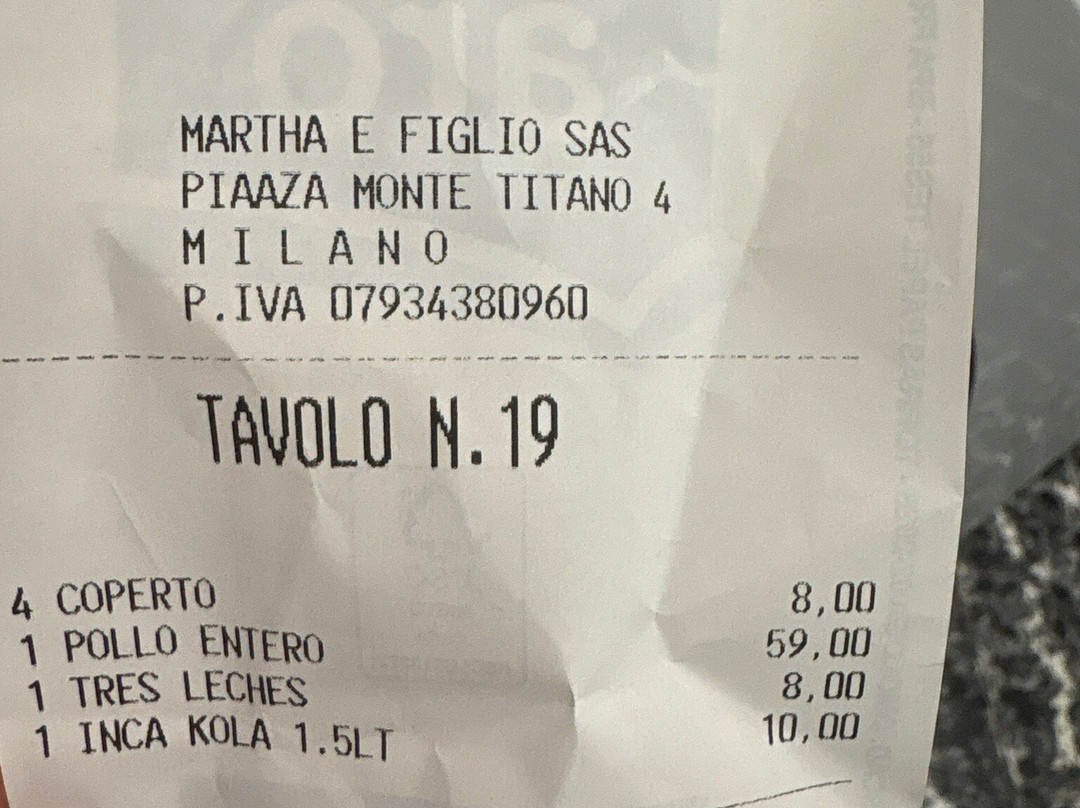 MARTHA E FIGLIO SAS
PIAAZA MONTE TITANO 4
MILANO
P.IVA 07934380960
TAVOLO N.19
4 COPERTO 8,00
1 POLLO ENTERO 59,00
1 TRES LECHES 8,00
1 INCA KOLA 1.5LT 10,00